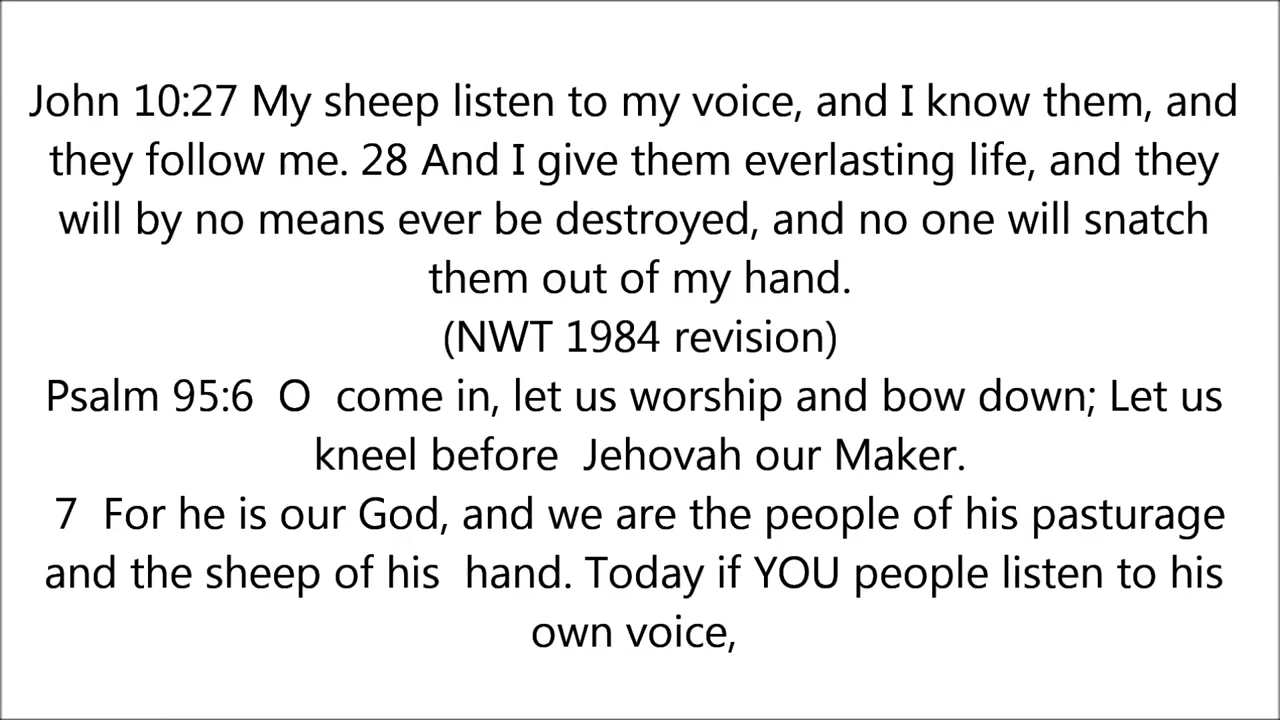 John 10:27 My sheep listen to my voice, and I know them, and
they follow me. 28 And I give them everlasting life, and they
will by no means ever be destroyed, and no one will snatch
them out of my hand.
(NWT 1984 revision)
Psalm 95:6  O  come in, let us worship and bow down; Let us
kneel before  Jehovah our Maker.
7  For he is our God, and we are the people of his pasturage
and the sheep of his  hand. Today if YOU people listen to his
own voice,